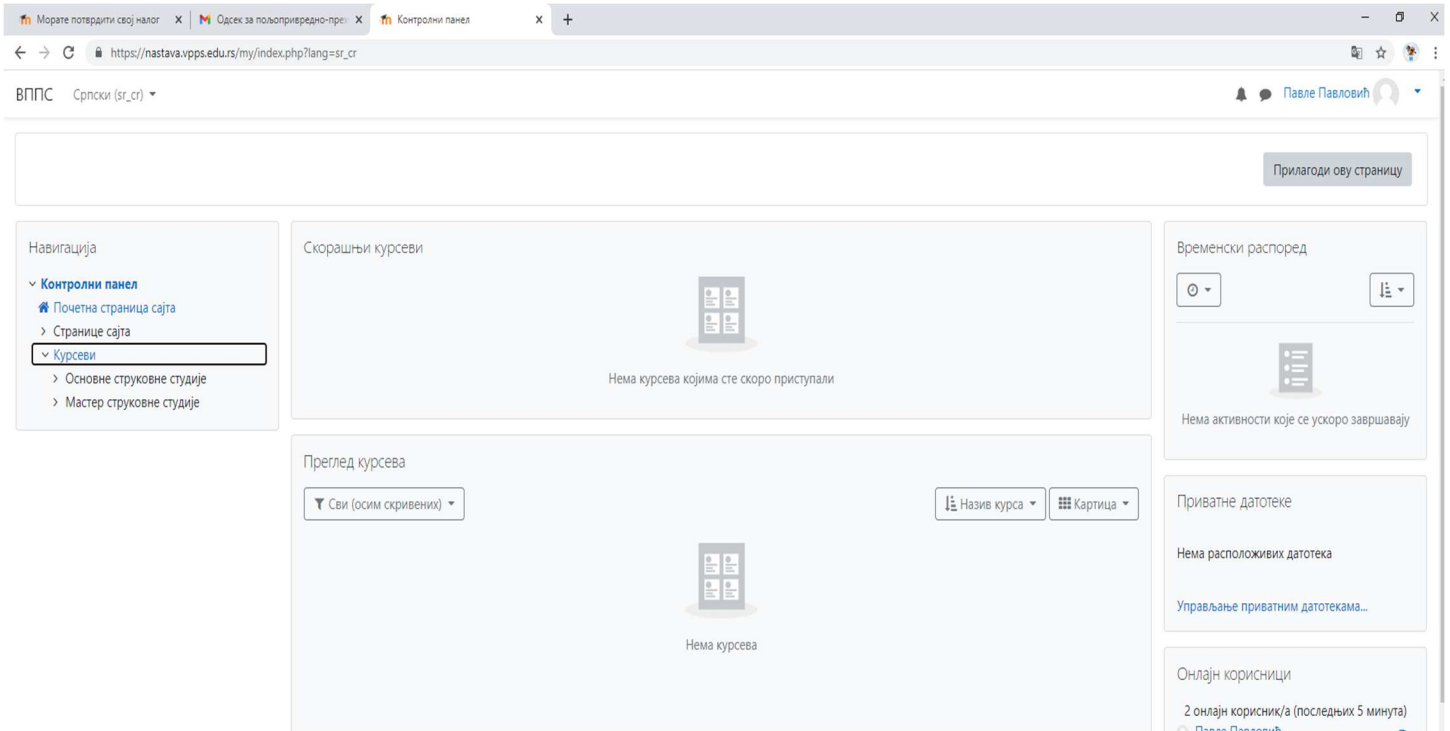 Морате потврдити свој налог
Одсек за пољопривредно-прех
Контролни панел
https://nastava.vpps.edu.rs/my/index.php?lang=sr_cr
ВППС
Српски (sr_cr)
Павле Павловић
Прилагоди ову страницу
Навигација
Контролни панел
Почетна страница сајта
Странице сајта
Курсеви
Основне струковне студије
Мастер струковне студије
Скорашњи курсеви
Нема курсева којима сте скоро приступали
Преглед курсева
Сви (осим скривених)
Назив курса
Картица
Нема курсева
Временски распоред
Нема активности које се ускоро завршавају
Приватне датотеке
Нема расположивих датотека
Управљање приватним датотекама...
Онлајн корисници
2 онлајн корисник/а (последњих 5 минута)
Павле Павловић